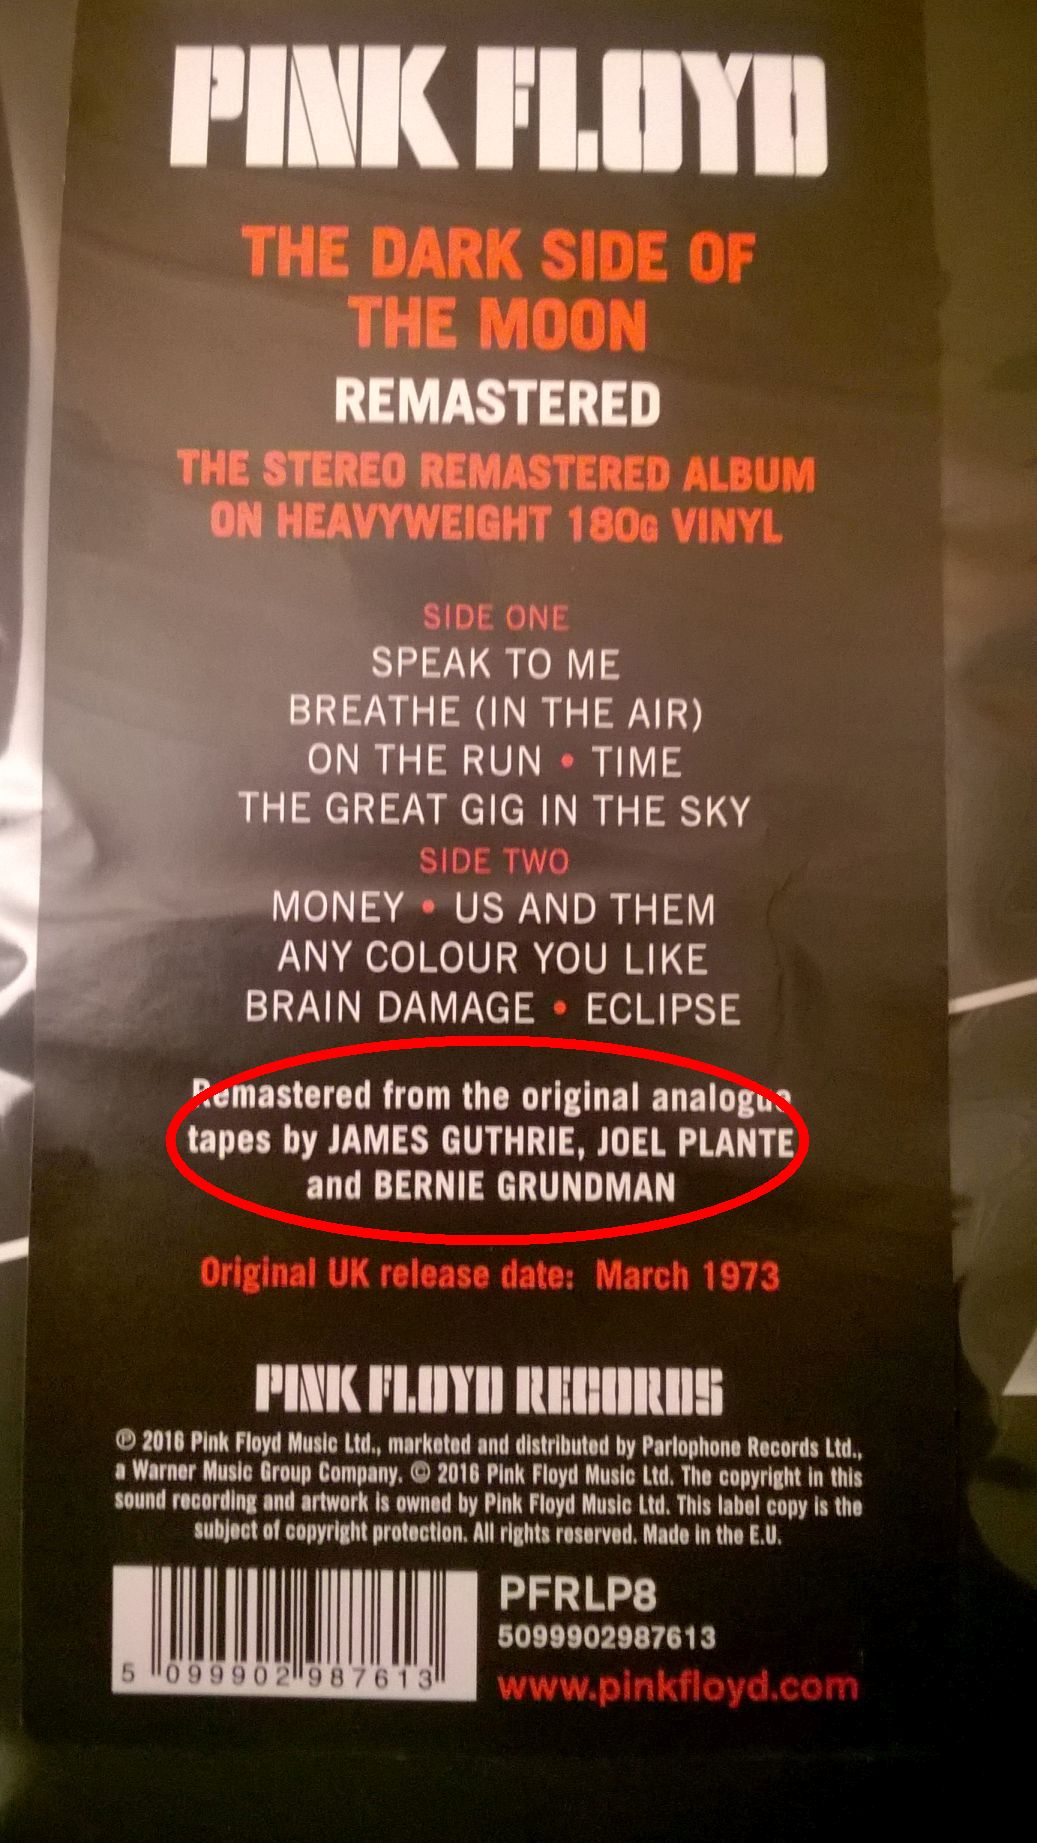 PINK FLOYD
THE DARK SIDE OF
THE MOON
REMASTERED
THE STEREO REMASTERED ALBUM
ON HEAVYWEIGHT 180G VINYL
SIDE ONE
SPEAK TO ME
BREATHE (IN THE AIR)
ON THE RUN • TIME
THE GREAT GIG IN THE SKY
SIDE TWO
MONEY • US AND THEM
ANY COLOUR YOU LIKE
BRAIN DAMAGE • ECLIPSE
Remastered from the original analogue
tapes by JAMES GUTHRIE, JOEL PLANTE
and BERNIE GRUNDMAN
Original UK release date: March 1973
PINK FLOYD RECORDS
℗ 2016 Pink Floyd Music Ltd., marketed and distributed by Parlophone Records Ltd.,
a Warner Music Group Company. © 2016 Pink Floyd Music Ltd. The copyright in this
sound recording and artwork is owned by Pink Floyd Music Ltd. This label copy is the
subject of copyright protection. All rights reserved. Made in the E.U.
PFRLP8
5099902987613
www.pinkfloyd.com
5 099902 987613